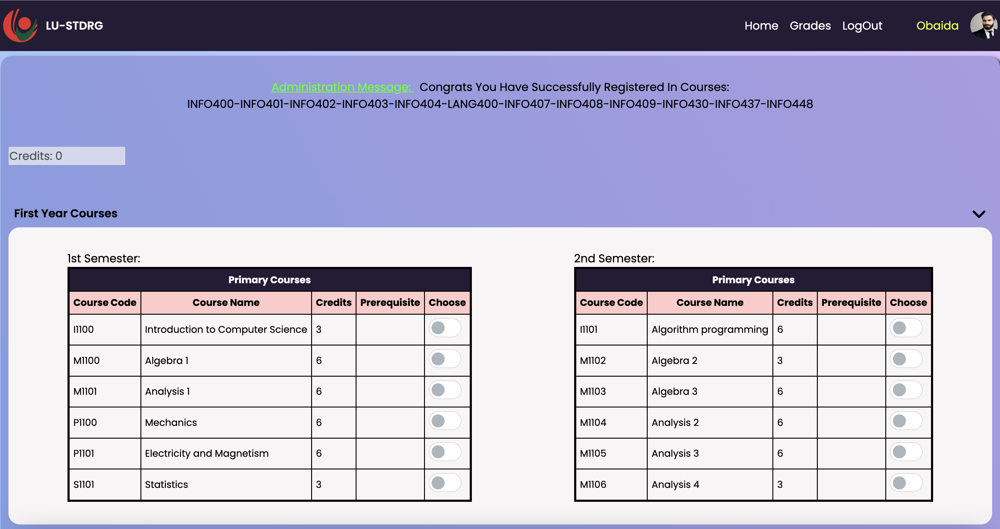 LU-STDRG
Home Grades LogOut Obaida
Administration Message: Congrats You Have Successfully Registered In Courses:
INFO400-INFO401-INFO402-INFO403-INFO404-LANG400-INFO407-INFO408-INFO409-INFO430-INFO437-INFO448
Credits: 0
First Year Courses
1st Semester:
Primary Courses
Course Code Course Name Credits Prerequisite Choose
I1100 Introduction to Computer Science 3
M1100 Algebra 1 6
M1101 Analysis 1 6
P1100 Mechanics 6
P1101 Electricity and Magnetism 6
S1101 Statistics 3
2nd Semester:
Primary Courses
Course Code Course Name Credits Prerequisite Choose
I1101 Algorithm programming 6
M1102 Algebra 2 3
M1103 Algebra 3 6
M1104 Analysis 2 6
M1105 Analysis 3 6
M1106 Analysis 4 3